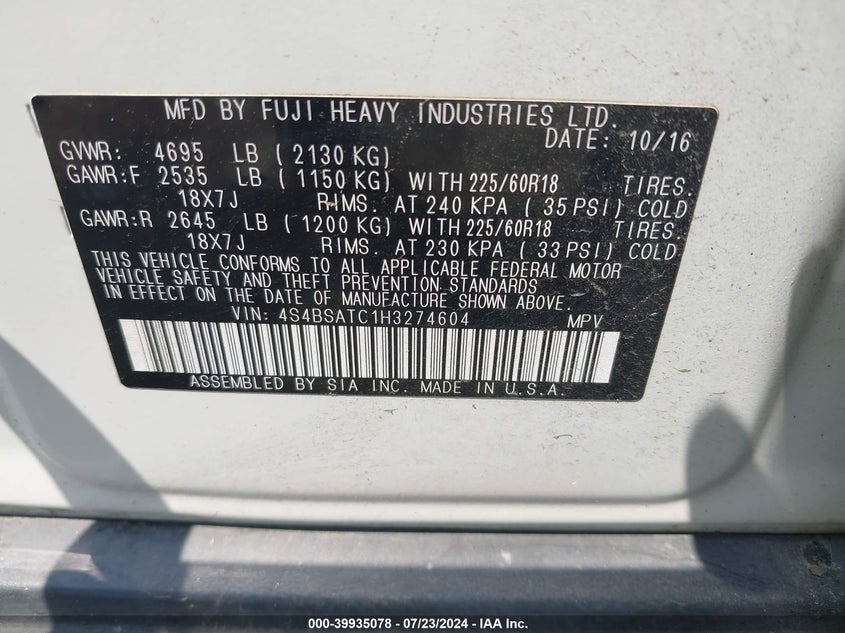 MFD BY FUJI HEAVY INDUSTRIES LTD.
DATE: 10/16
GVWR: 4695 LB ( 2130 KG)
GAWR:F 2535 LB ( 1150 KG) WITH 225/60R18 TIRES.
18X7J RIMS. AT 240 KPA ( 35 PSI) COLD
GAWR:R 2645 LB ( 1200 KG) WITH 225/60R18 TIRES.
18X7J RIMS. AT 230 KPA ( 33 PSI) COLD
THIS VEHICLE CONFORMS TO ALL APPLICABLE FEDERAL MOTOR
VEHICLE SAFETY AND THEFT PREVENTION STANDARDS
IN EFFECT ON THE DATE OF MANUFACTURE SHOWN ABOVE.
VIN: 4S4BSATC1H3274604 MPV
ASSEMBLED BY SIA INC. MADE IN U.S.A.
000-39935078 - 07/23/2024 - IAA Inc.